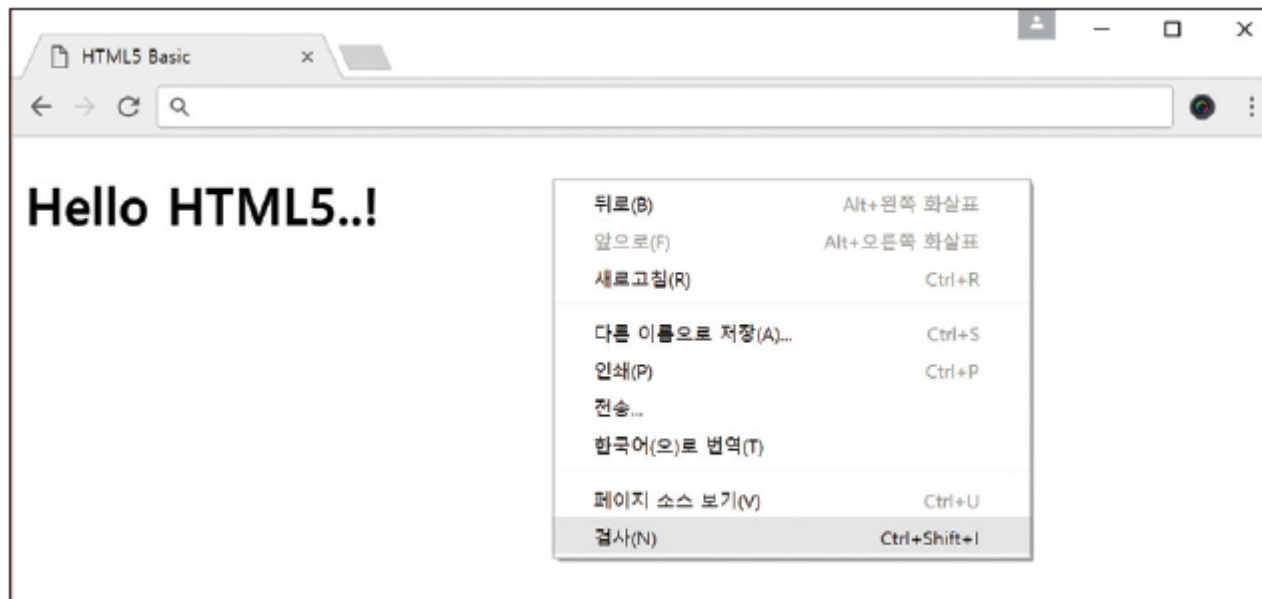 HTML5 Basic
Hello HTML5..!
뒤로(B) Alt+왼쪽 화살표
앞으로(F) Alt+오른쪽 화살표
새로고침(R) Ctrl+R
다른 이름으로 저장(A)... Ctrl+S
인쇄(P) Ctrl+P
전송...
한국어(으)로 번역(T)
페이지 소스 보기(V) Ctrl+U
검사(N) Ctrl+Shift+I